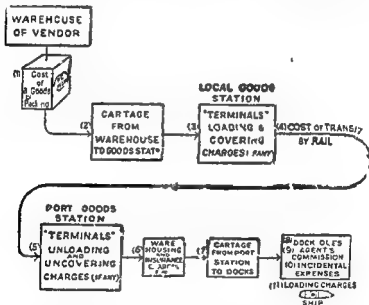 WAREHOUSE
OF VENDOR
(1)
Cost
of
Goods
&
Packing
(2)
CARTAGE
FROM
WAREHOUSE
TO GOODS STATN
LOCAL GOODS
STATION
(3)
"TERMINALS"
LOADING &
COVERING
CHARGES (IF ANY)
(4) COST OF TRANSIT
BY RAIL
PORT GOODS
STATION
(5)
"TERMINALS"
UNLOADING
AND
UNCOVERING
CHARGES (IF ANY)
(6)
WARE
HOUSING
AND
INSURANCE
(7)
CARTAGE
FROM PORT
STATION
TO DOCKS
(8) DOCK DUES
(9) AGENT'S
COMMISSION
(10) INCIDENTAL
EXPENSES
(11) LOADING CHARGES
SHIP